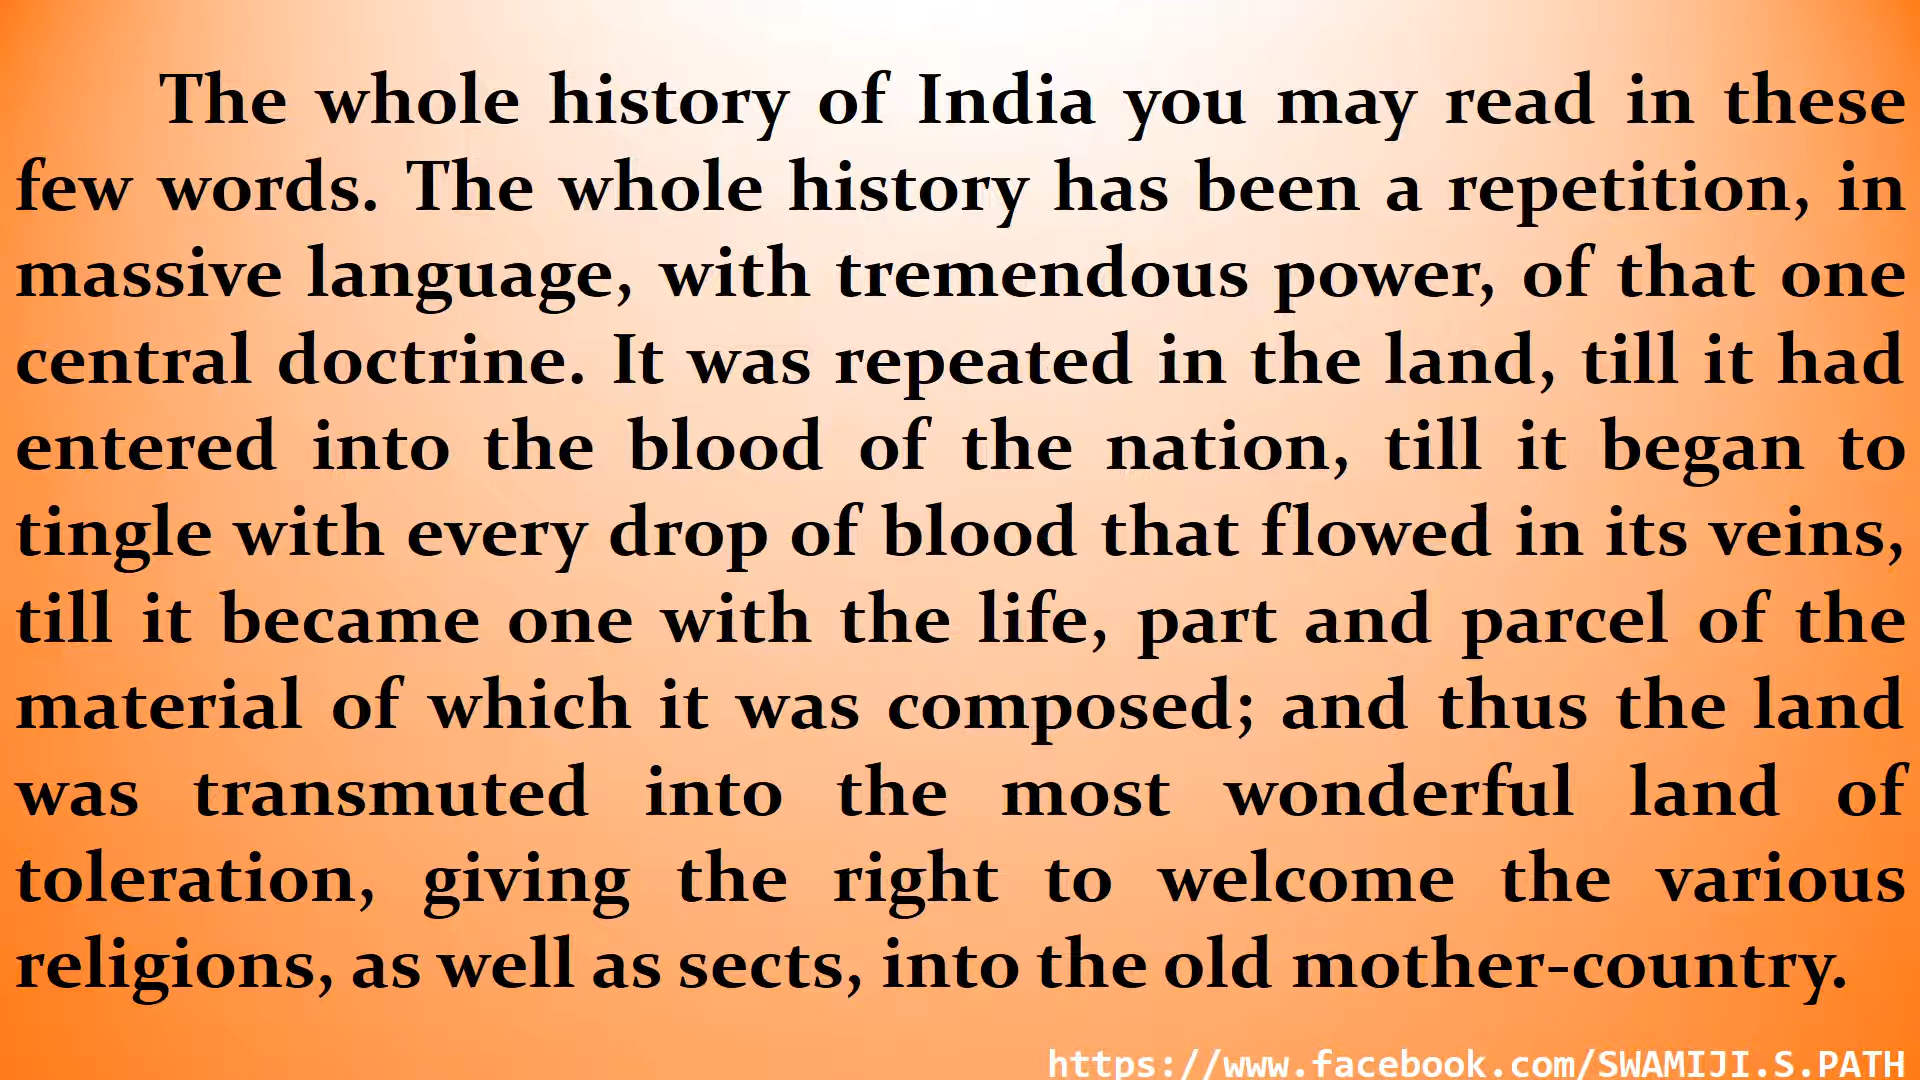 The whole history of India you may read in these
few words. The whole history has been a repetition, in
massive language, with tremendous power, of that one
central doctrine. It was repeated in the land, till it had
entered into the blood of the nation, till it began to
tingle with every drop of blood that flowed in its veins,
till it became one with the life, part and parcel of the
material of which it was composed; and thus the land
was transmuted into the most wonderful land of
toleration, giving the right to welcome the various
religions, as well as sects, into the old mother-country.
https://www.facebook.com/SWAMIJI.S.PATH